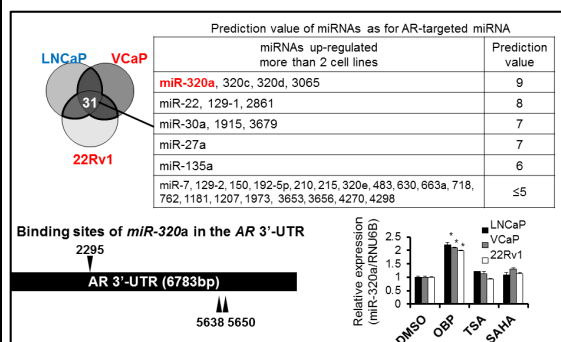 Prediction value of miRNAs as for AR-targeted miRNA
LNCaP VCaP
31
22Rv1
miRNAs up-regulated
more than 2 cell lines
Prediction
value
miR-320a, 320c, 320d, 3065 9
miR-22, 129-1, 2861 8
miR-30a, 1915, 3679 7
miR-27a 7
miR-135a 6
miR-7, 129-2, 150, 192-5p, 210, 215, 320e, 483, 630, 663a, 718,
762, 1181, 1207, 1973, 3653, 3656, 4270, 4298
≤5
Binding sites of miR-320a in the AR 3'-UTR
2295
AR 3'-UTR (6783bp)
5638 5650
Relative expression
(miR-320a/RNU6B)
2.5
2
1.5
1
0.5
0
* * *
LNCaP
VCaP
22Rv1
DMSO
OBP
TSA
SAHA